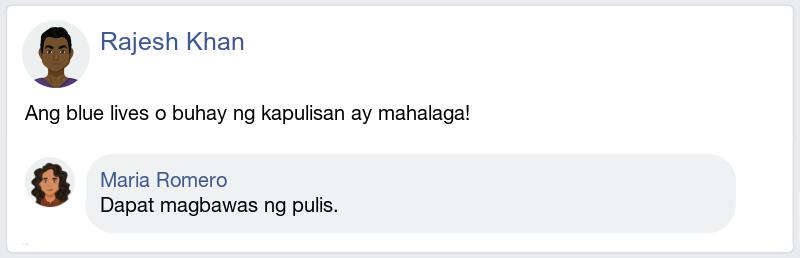 Rajesh Khan
Ang blue lives o buhay ng kapulisan ay mahalaga!
Maria Romero
Dapat magbawas ng pulis.